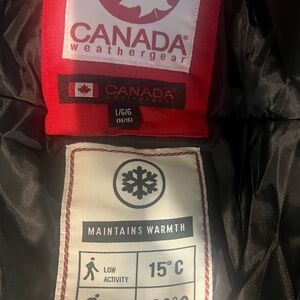 CANADA®
weathergear
CANADA
L/G/G
MAINTAINS WARMTH
LOW
ACTIVITY
15°C